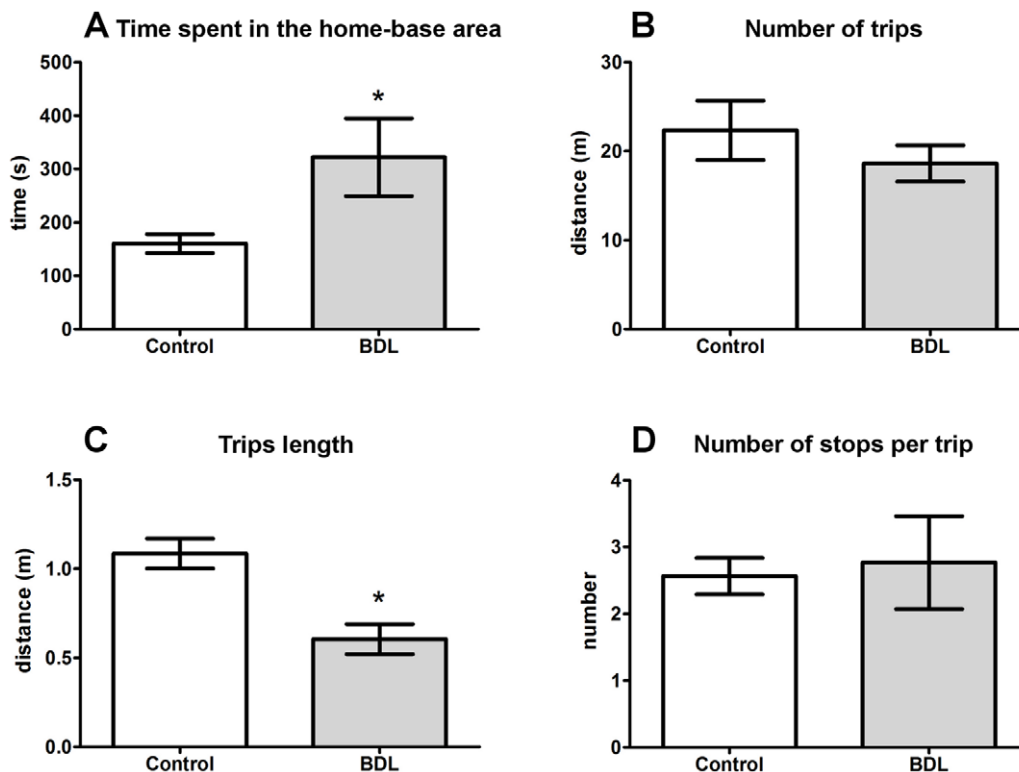 A Time spent in the home-base area
500
400
300
200
100
0
time (s)
*
Control BDL
B Number of trips
30
20
10
0
distance (m)
Control BDL
C Trips length
1.5
1.0
0.5
0.0
distance (m)
*
Control BDL
D Number of stops per trip
4
3
2
1
0
number
Control BDL